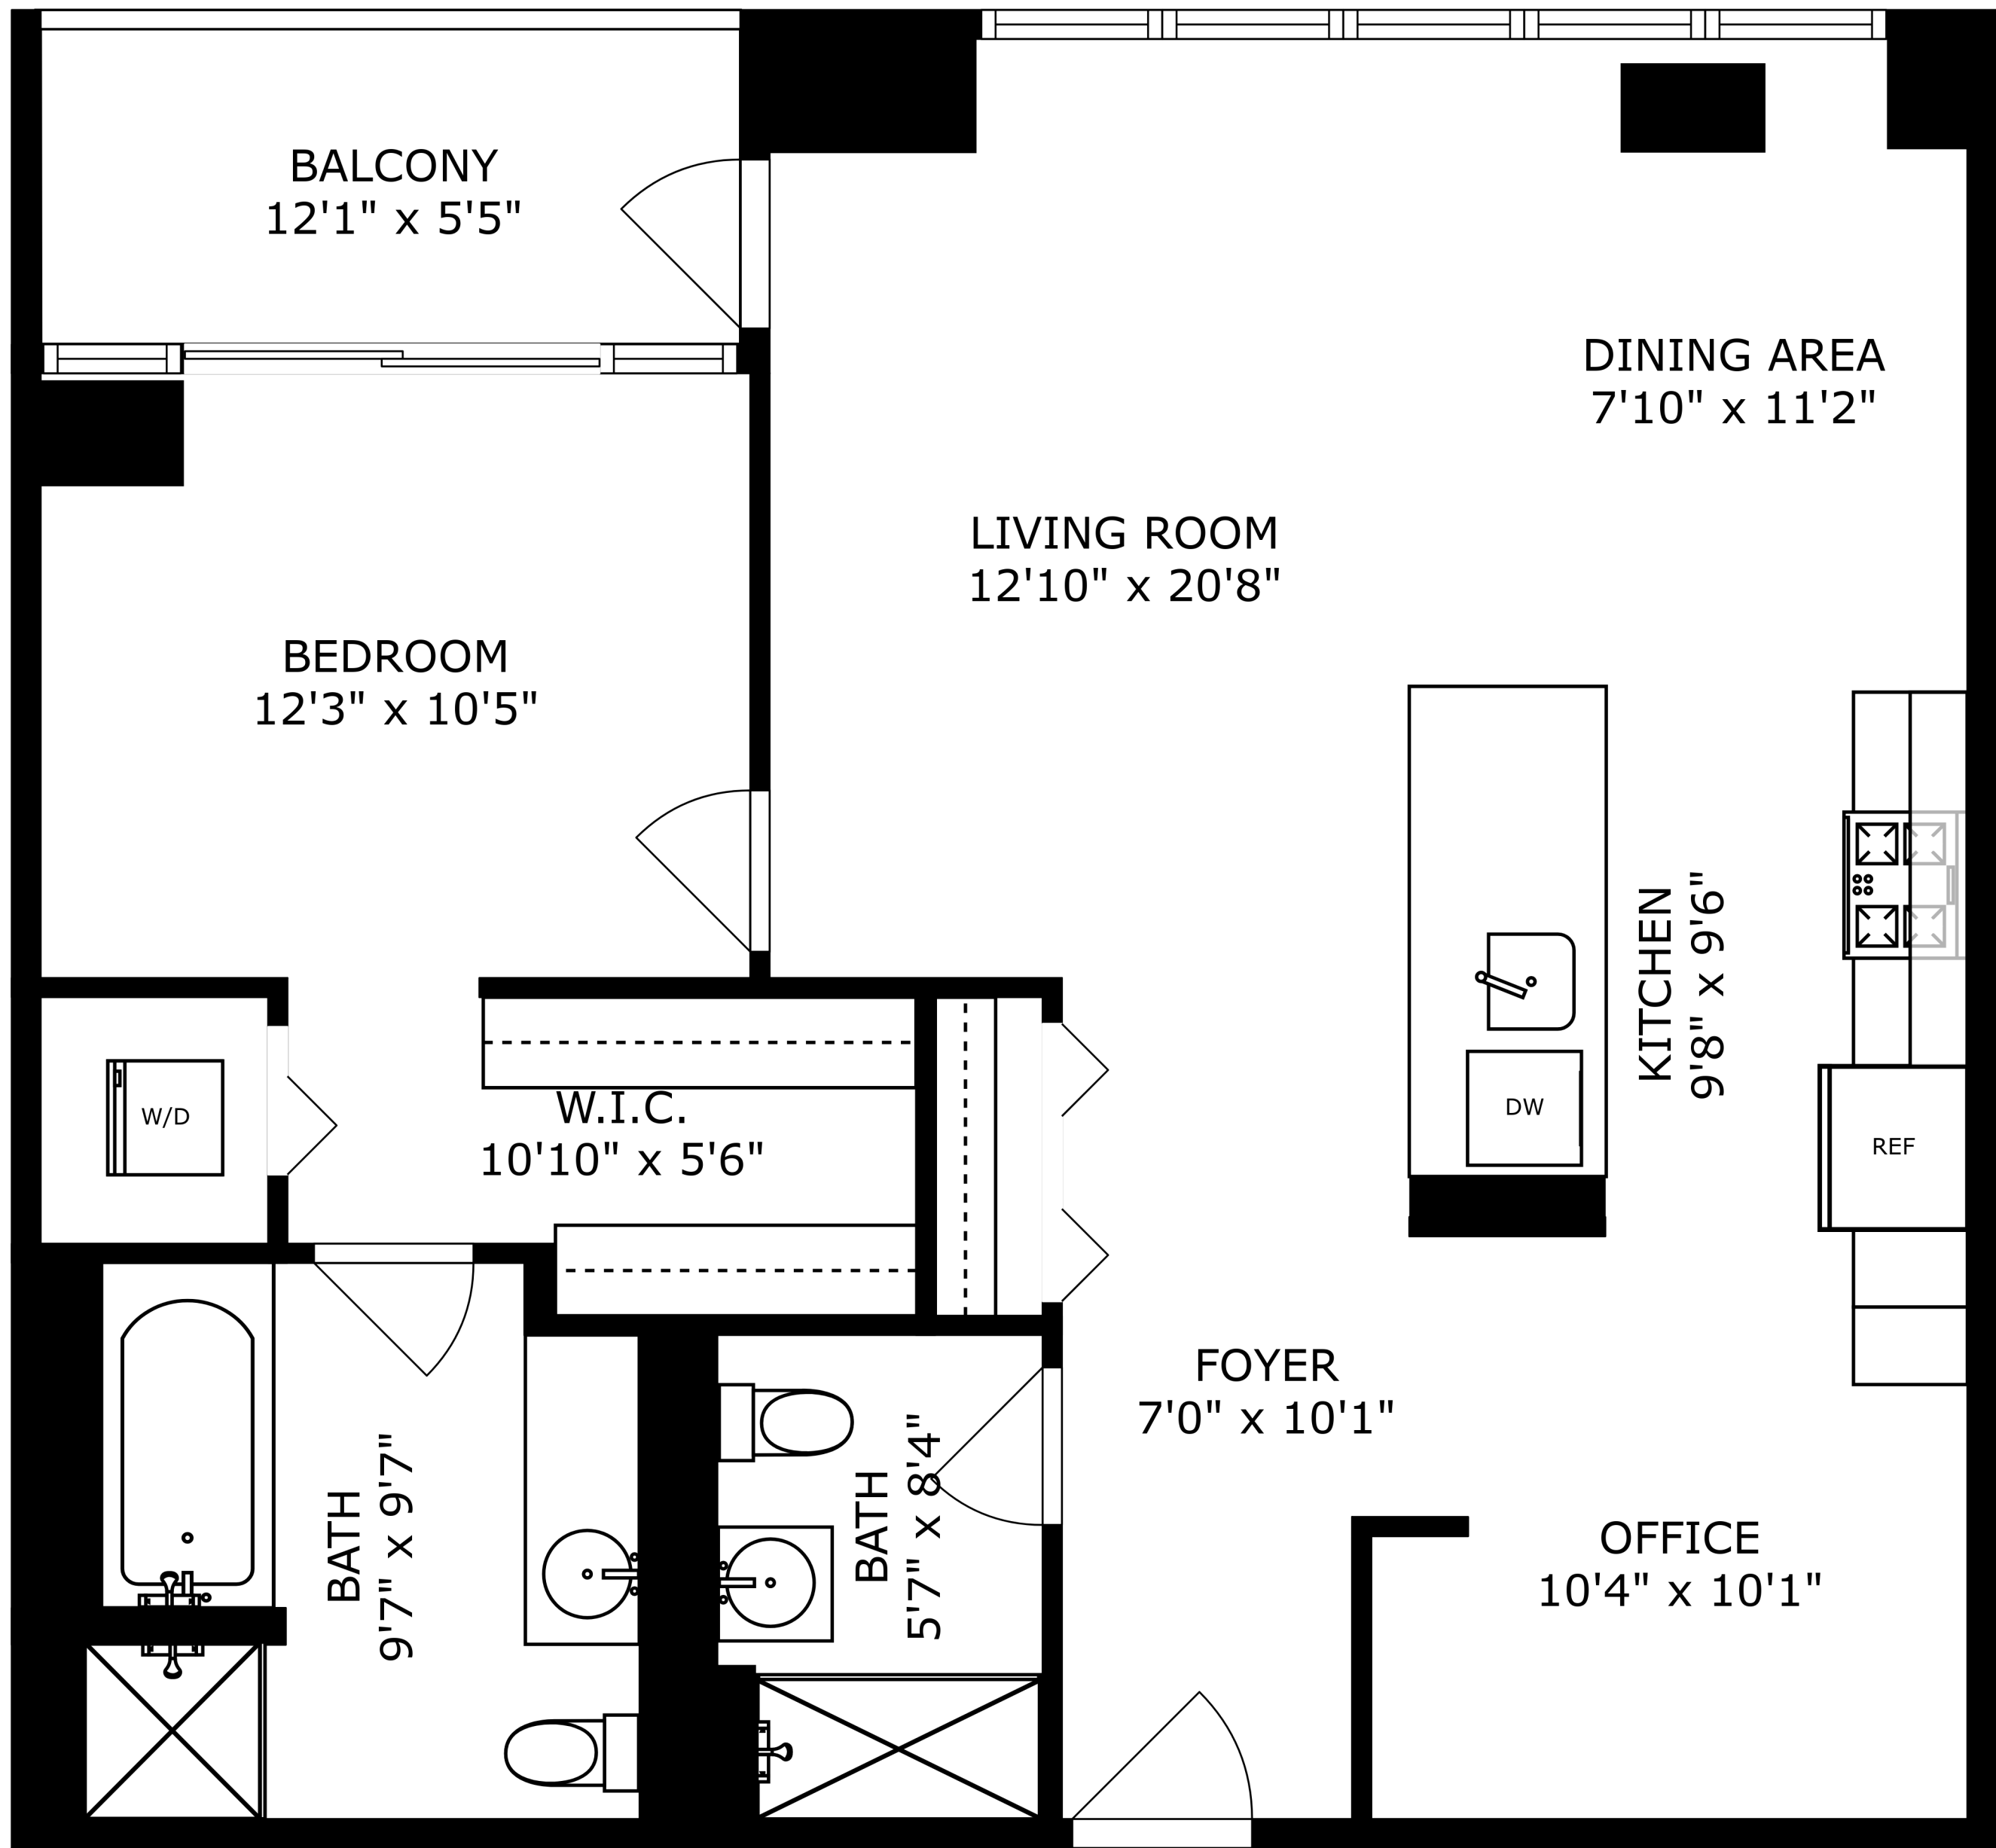 BALCONY
12'1" x 5'5"
DINING AREA
7'10" x 11'2"
LIVING ROOM
12'10" x 20'8"
BEDROOM
12'3" x 10'5"
KITCHEN
9'8" x 9'6"
W/D
W.I.C.
10'10" x 5'6"
DW
REF
FOYER
7'0" x 10'1"
BATH
9'7" x 9'7"
BATH
5'7" x 8'4"
OFFICE
10'4" x 10'1"